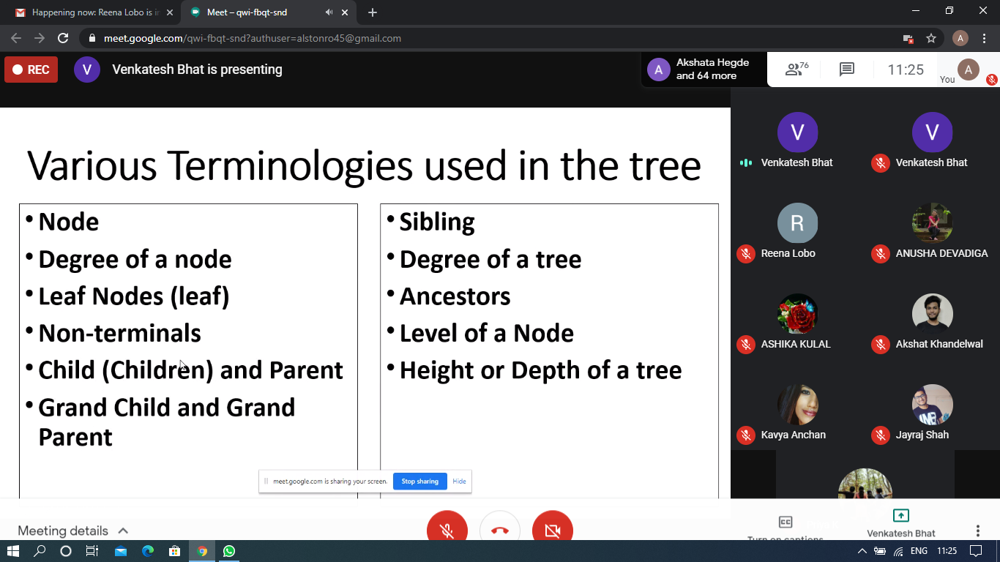 Happening now: Reena Lobo is in
Meet – qwi-fbqt-snd
meet.google.com/qwi-fbqt-snd?authuser=alstonro45@gmail.com
A
REC
V
Venkatesh Bhat is presenting
A
Akshata Hegde
and 64 more
76
11:25
You
A
Various Terminologies used in the tree
• Node
• Degree of a node
• Leaf Nodes (leaf)
• Non-terminals
• Child (Children) and Parent
• Grand Child and Grand
Parent
• Sibling
• Degree of a tree
• Ancestors
• Level of a Node
• Height or Depth of a tree
V
Venkatesh Bhat
V
Venkatesh Bhat
R
Reena Lobo
ANUSHA DEVADIGA
ASHIKA KULAL
Akshat Khandelwal
Kavya Anchan
Jayraj Shah
meet.google.com is sharing your screen.
Stop sharing
Hide
Meeting details
CC
Turn on captions
Venkatesh Bhat
ENG
11:25